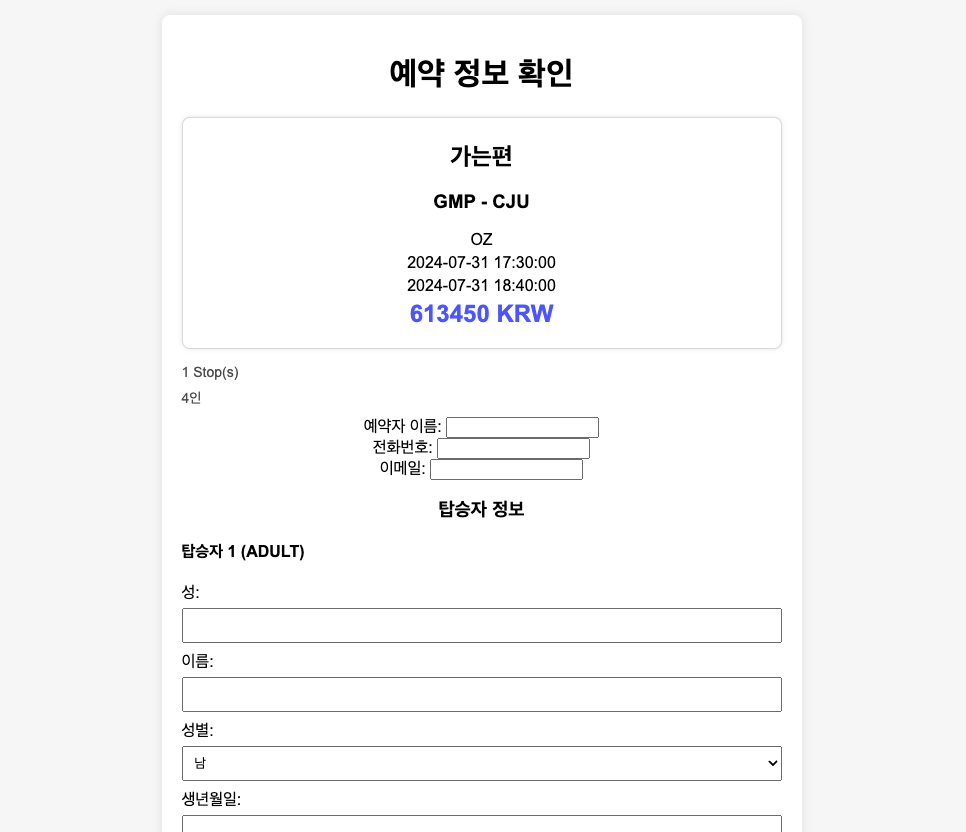 예약 정보 확인
가는편
GMP - CJU
OZ
2024-07-31 17:30:00
2024-07-31 18:40:00
613450 KRW
1 Stop(s)
4인
예약자 이름:
전화번호:
이메일:
탑승자 정보
탑승자 1 (ADULT)
성:
이름:
성별:
남
생년월일: